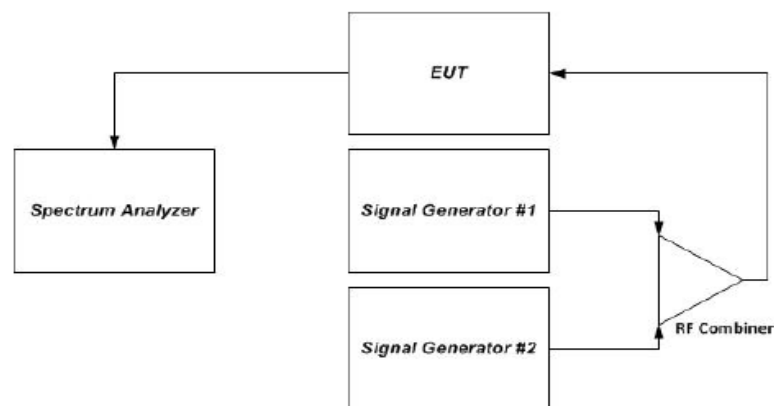 EUT
Spectrum Analyzer
Signal Generator #1
Signal Generator #2
RF Combiner